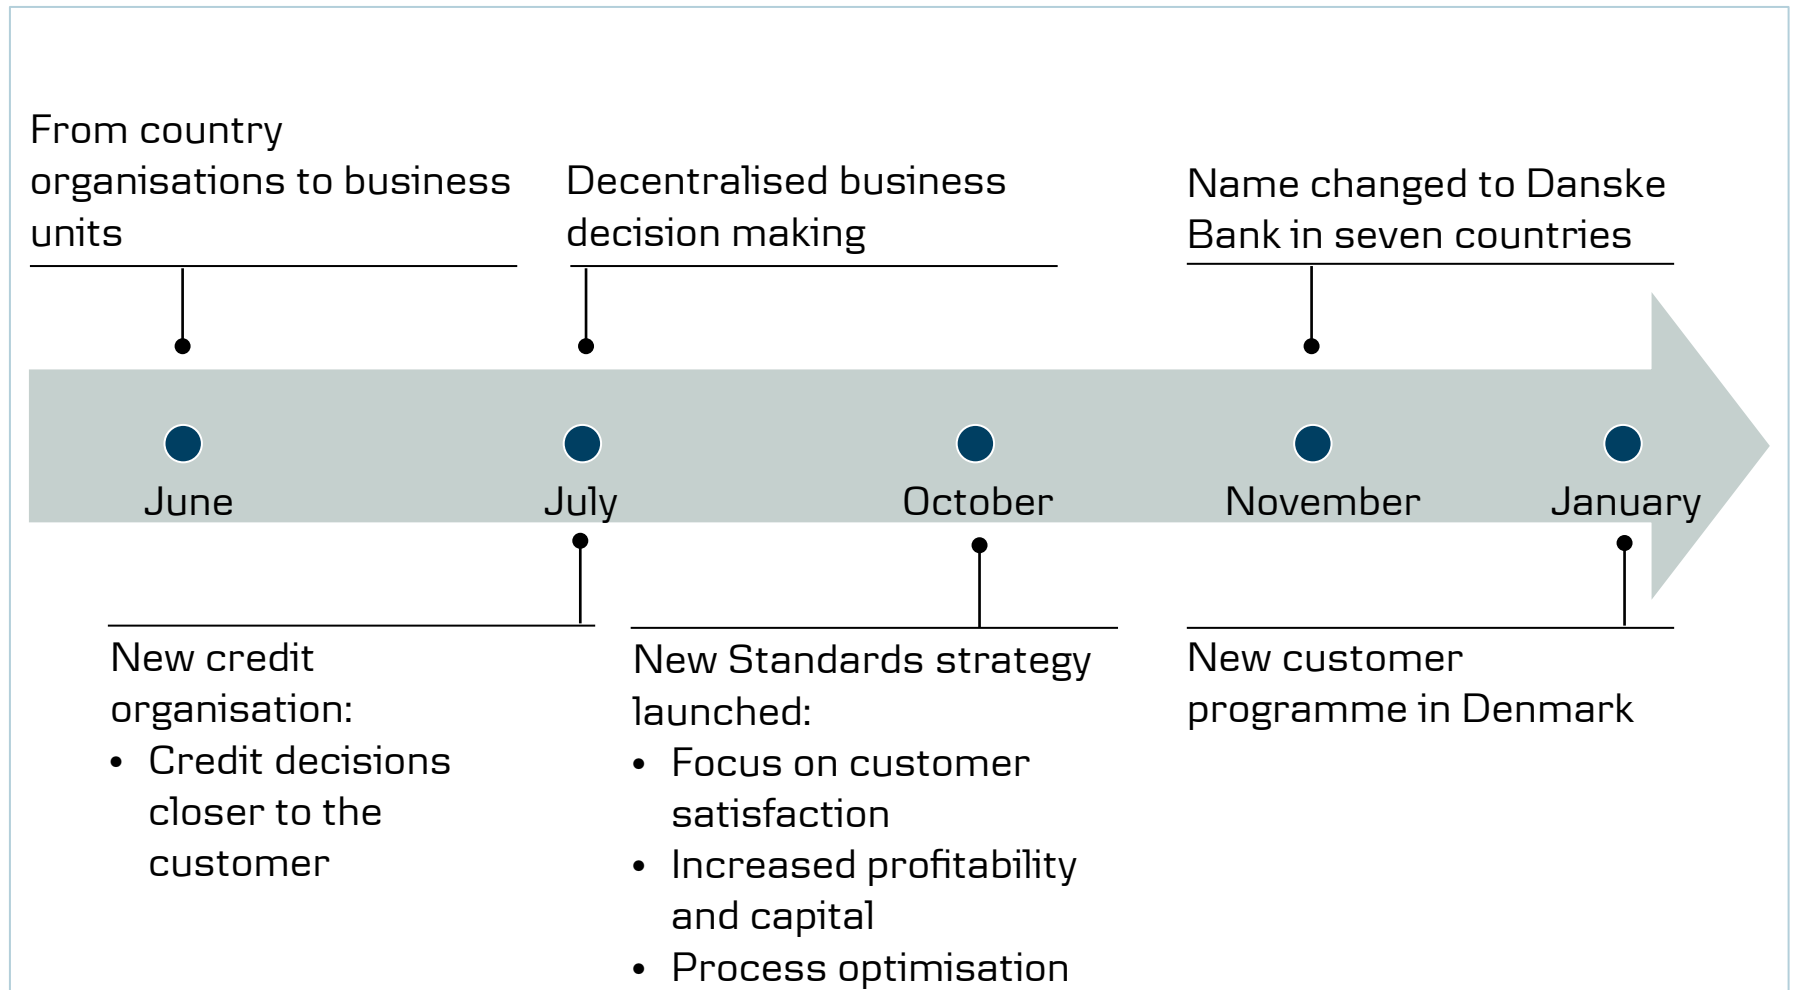 From country
organisations to business
units
Decentralised business
decision making
Name changed to Danske
Bank in seven countries
June
July
October
November
January
New credit
organisation:
• Credit decisions
closer to the
customer
New Standards strategy
launched:
• Focus on customer
satisfaction
• Increased profitability
and capital
• Process optimisation
New customer
programme in Denmark